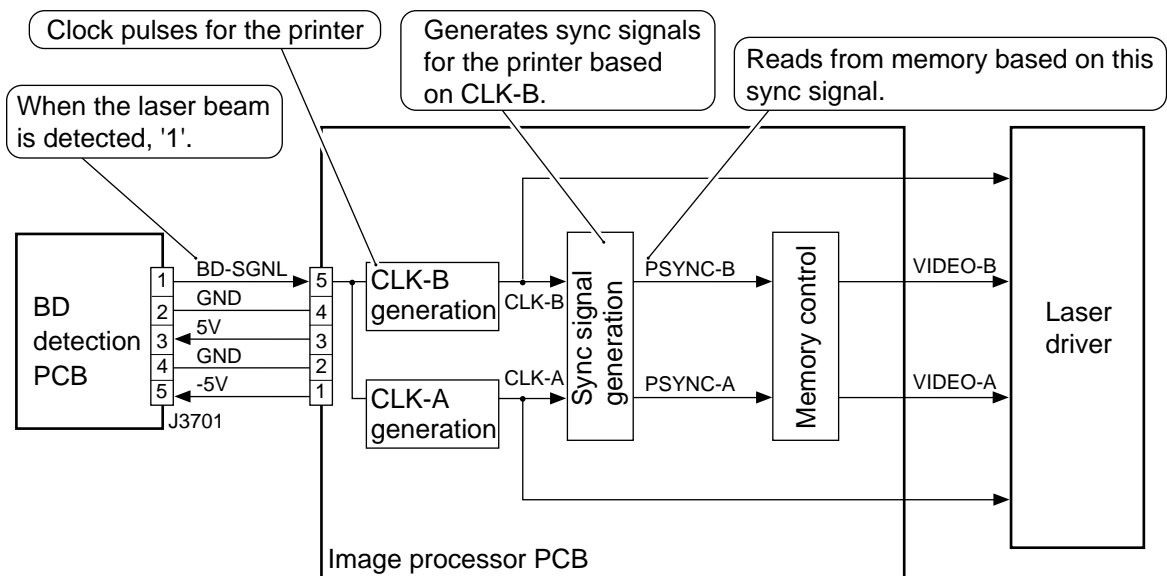 Clock pulses for the printer
Generates sync signals
for the printer based
on CLK-B.
Reads from memory based on this
sync signal.
When the laser beam
is detected, '1'.
BD
detection
PCB
1
2
3
4
5
J3701
BD-SGNL
GND
5V
GND
-5V
5
4
3
2
1
CLK-B
generation
CLK-A
generation
CLK-B
CLK-A
Sync signal
generation
PSYNC-B
PSYNC-A
Memory control
VIDEO-B
VIDEO-A
Laser
driver
Image processor PCB